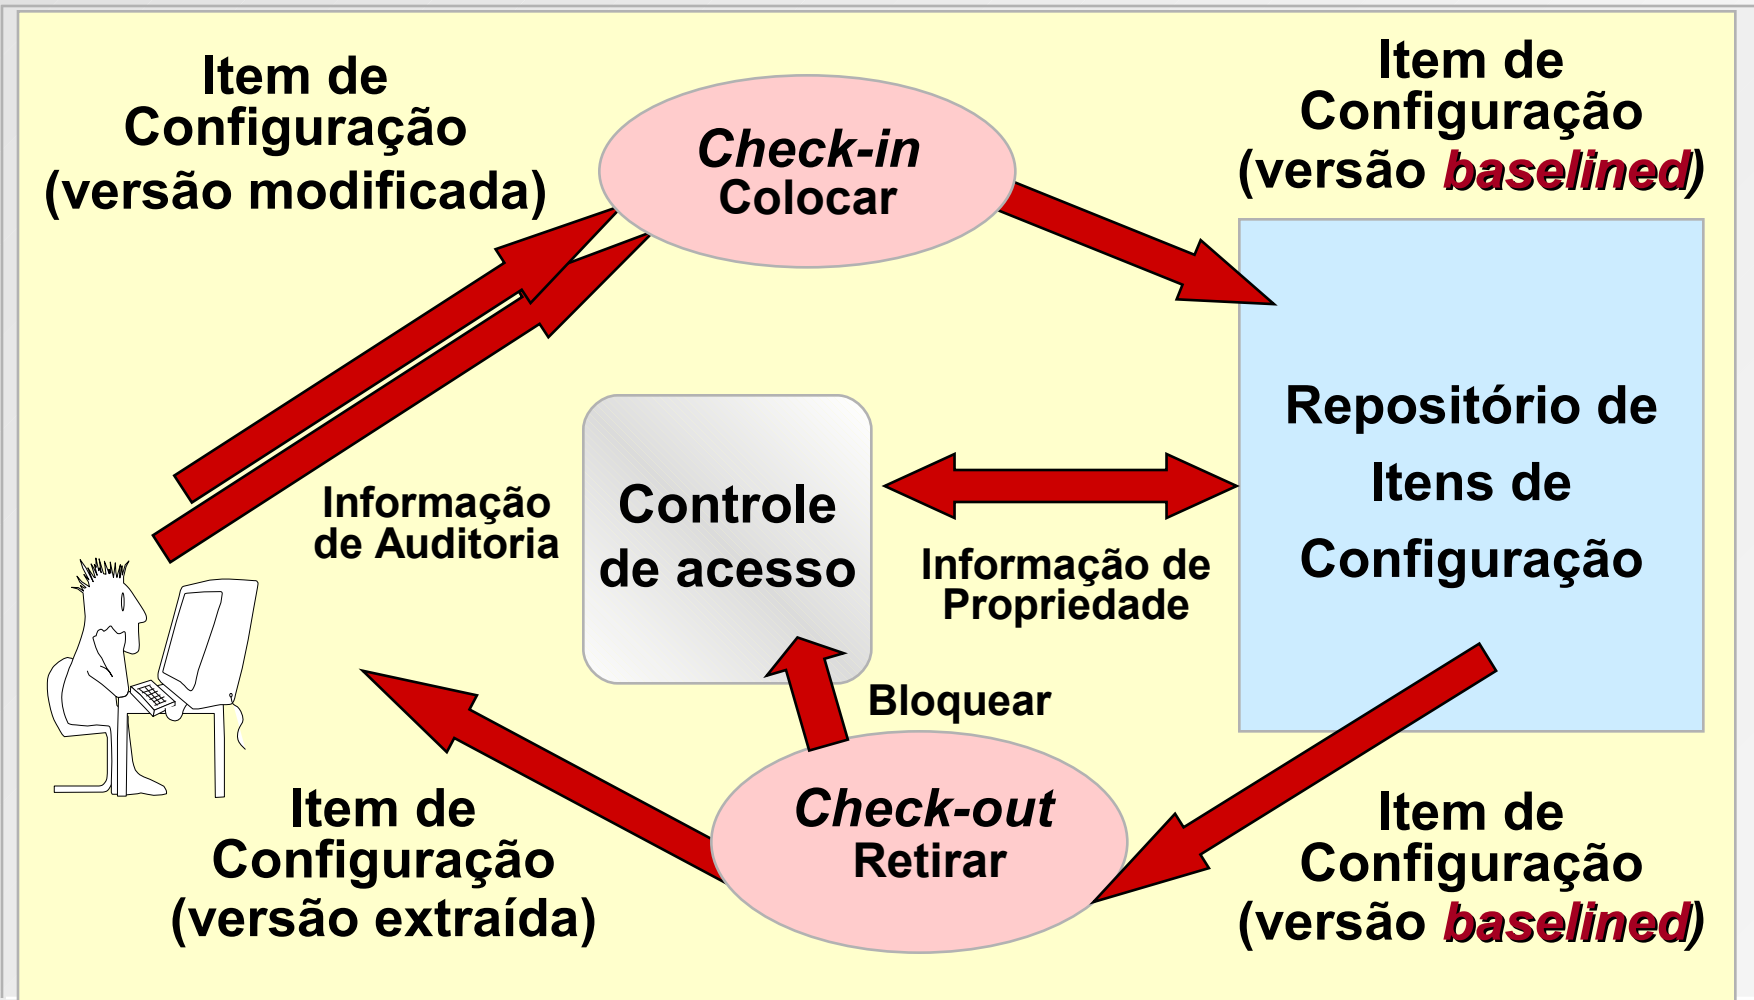 Item de
Configuração
(versão modificada)
Check-in
Colocar
Item de
Configuração
(versão baselined)
Repositório de
Itens de
Configuração
Informação
de Auditoria
Controle
de acesso
Informação de
Propriedade
Bloquear
Check-out
Retirar
Item de
Configuração
(versão extraída)
Item de
Configuração
(versão baselined)